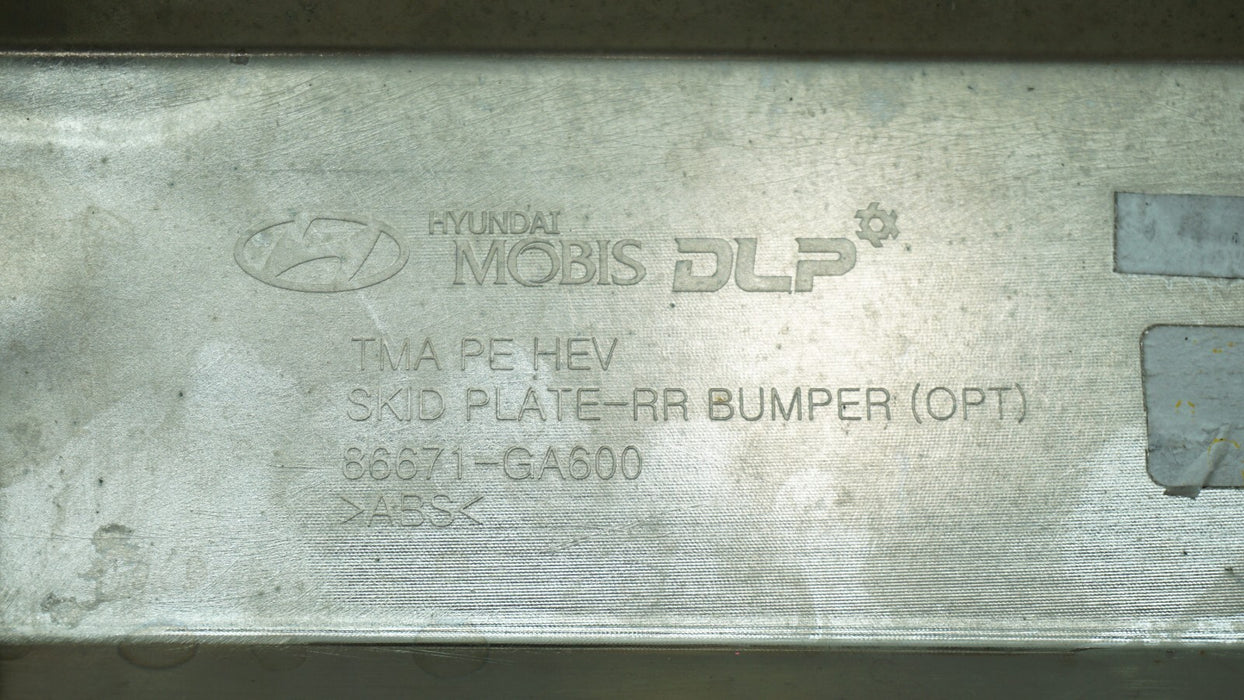 HYUNDAI
MOBIS DLP
TMA PE HEV
SKID PLATE-RR BUMPER (OPT)
86671-GA600
>ABS<